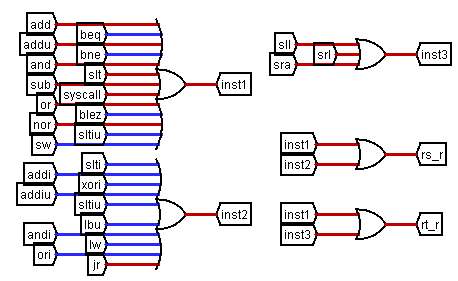 add
beq
addu
bne
and
slt
sub
syscall
or
blez
nor
sltiu
sw
inst1
slti
addi
xori
addiu
sltiu
lbu
andi
lw
ori
jr
inst2
sll
srl
sra
inst3
inst1
inst2
rs_r
inst1
inst3
rt_r